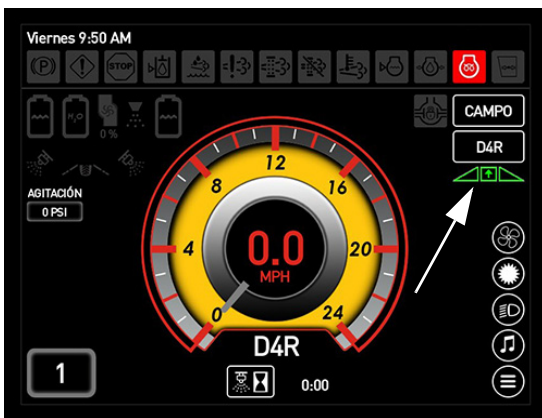 Viernes 9:50 AM
(P)
STOP
H₂O
0 %
CAMPO
D4R
AGITACIÓN
0 PSI
0
4
8
12
16
20
24
0.0
MPH
D4R
1
0:00